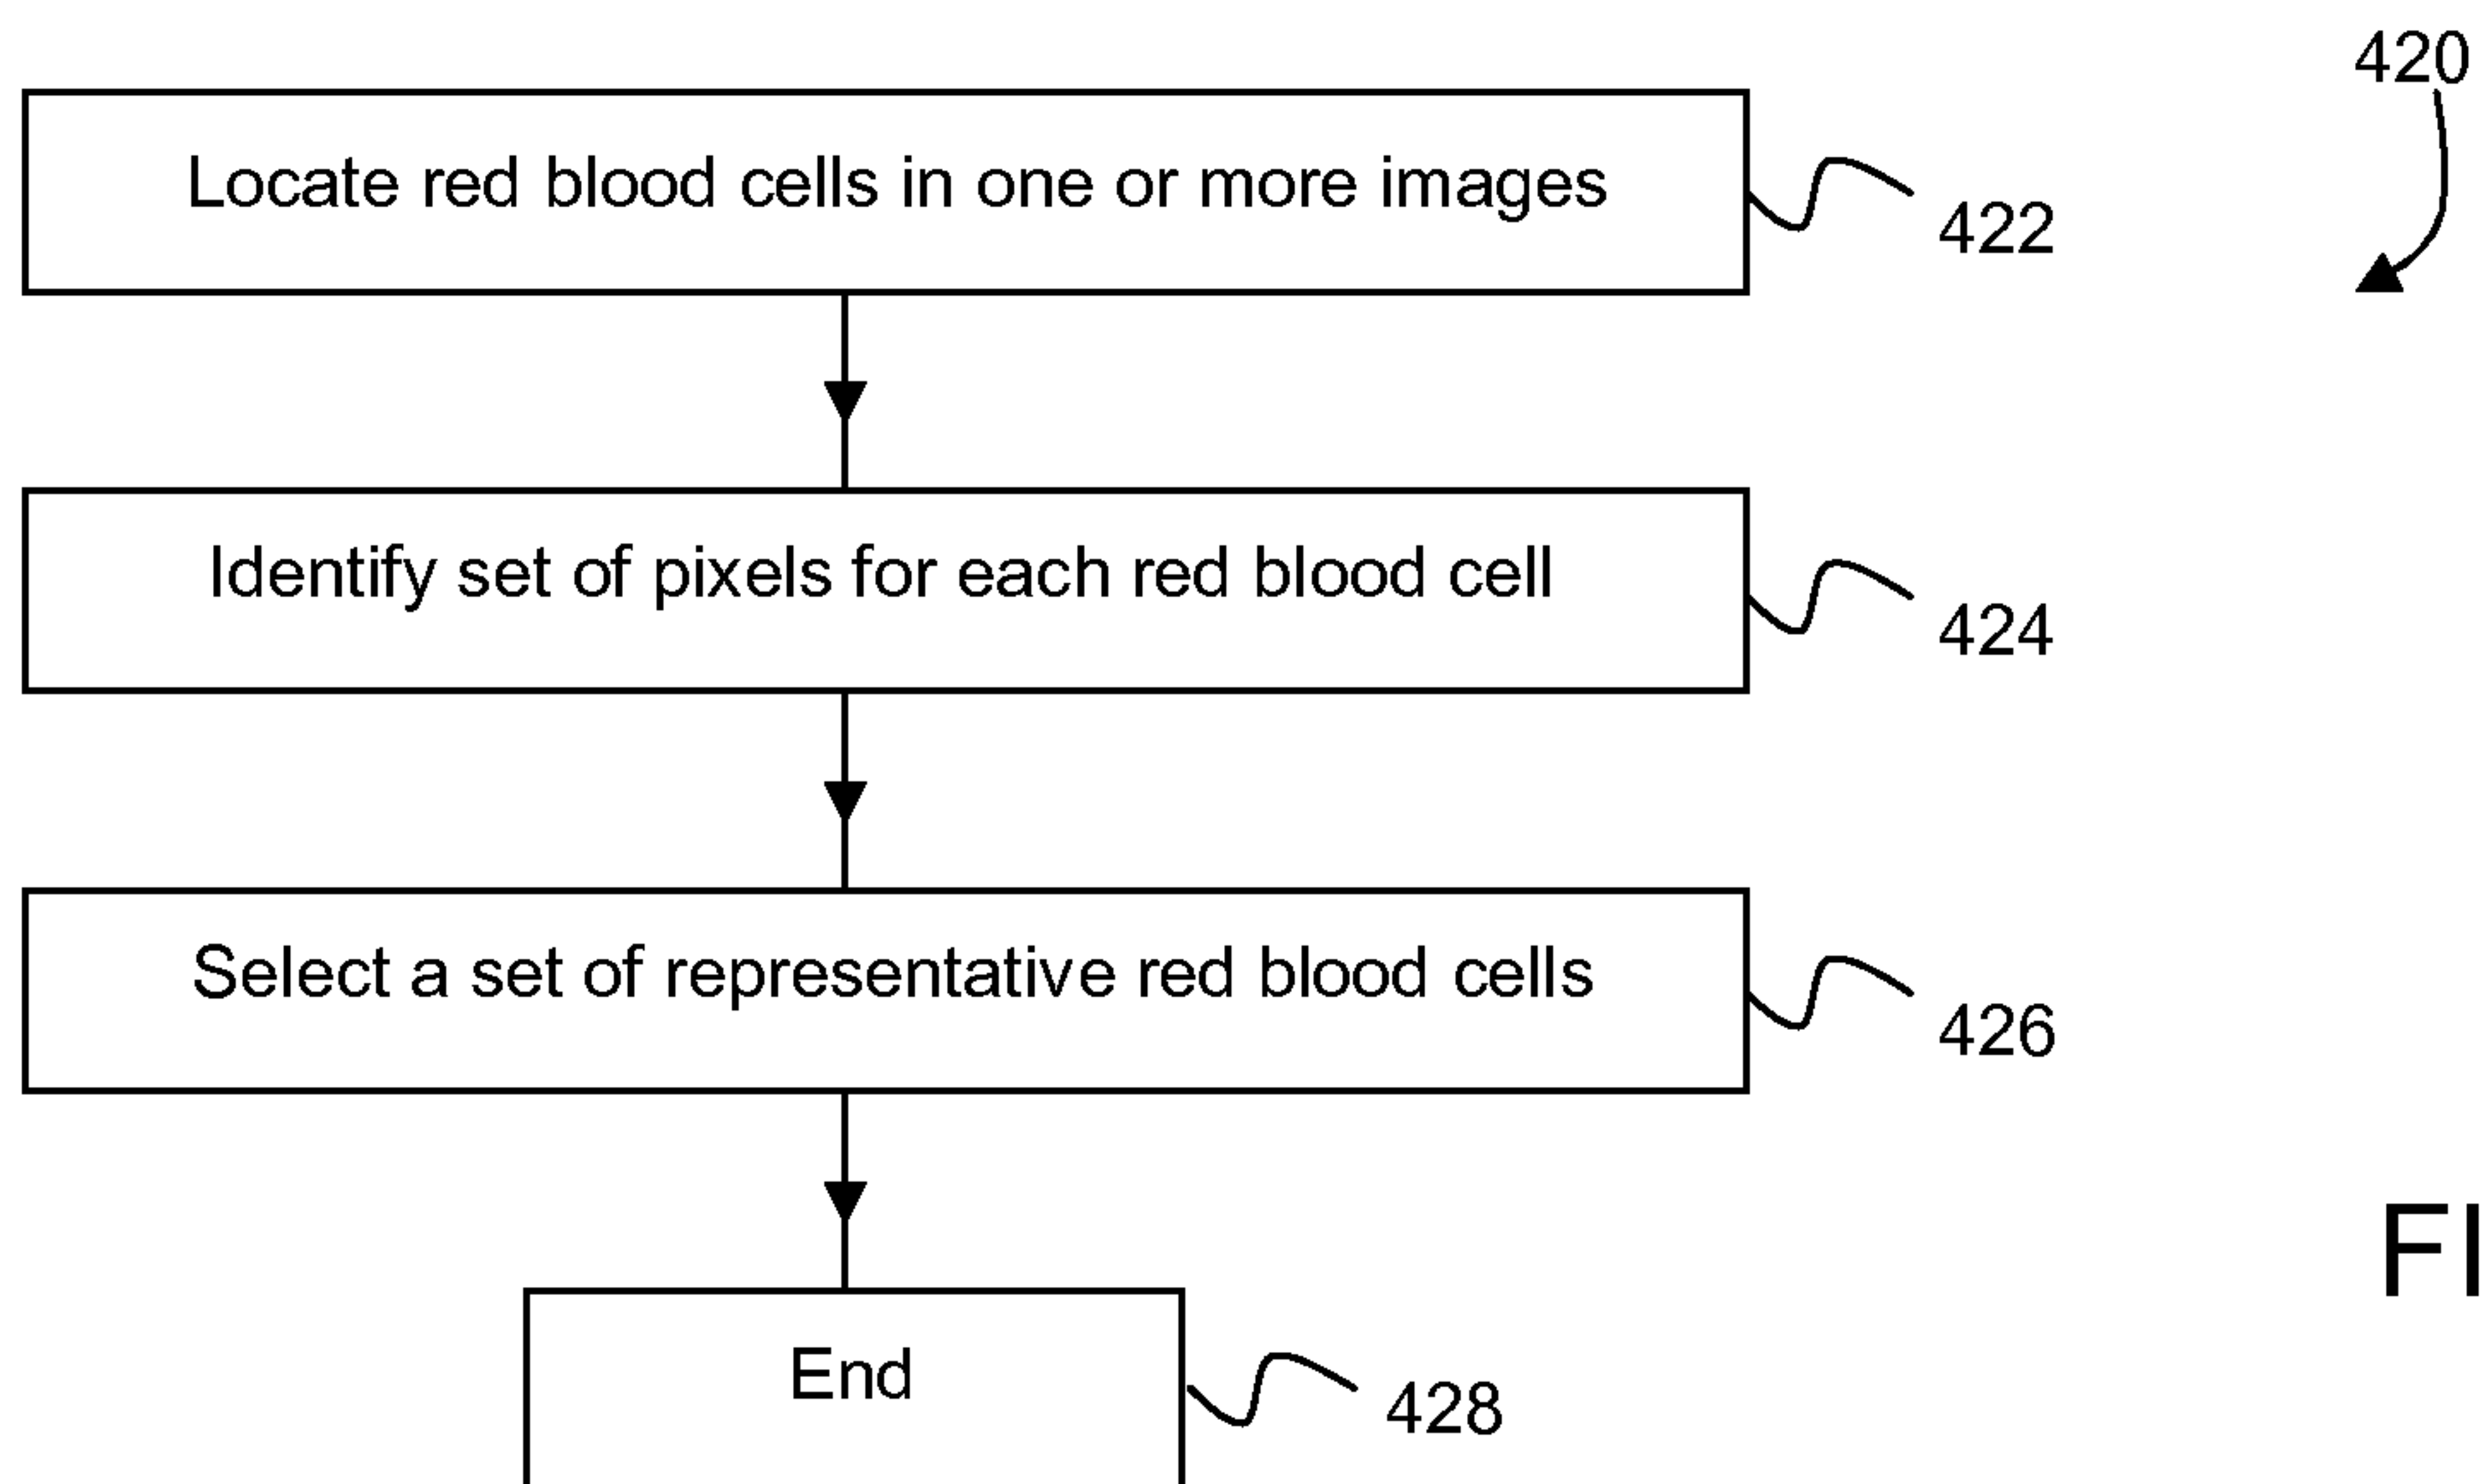 420
Locate red blood cells in one or more images
422
Identify set of pixels for each red blood cell
424
Select a set of representative red blood cells
426
FI
End
428